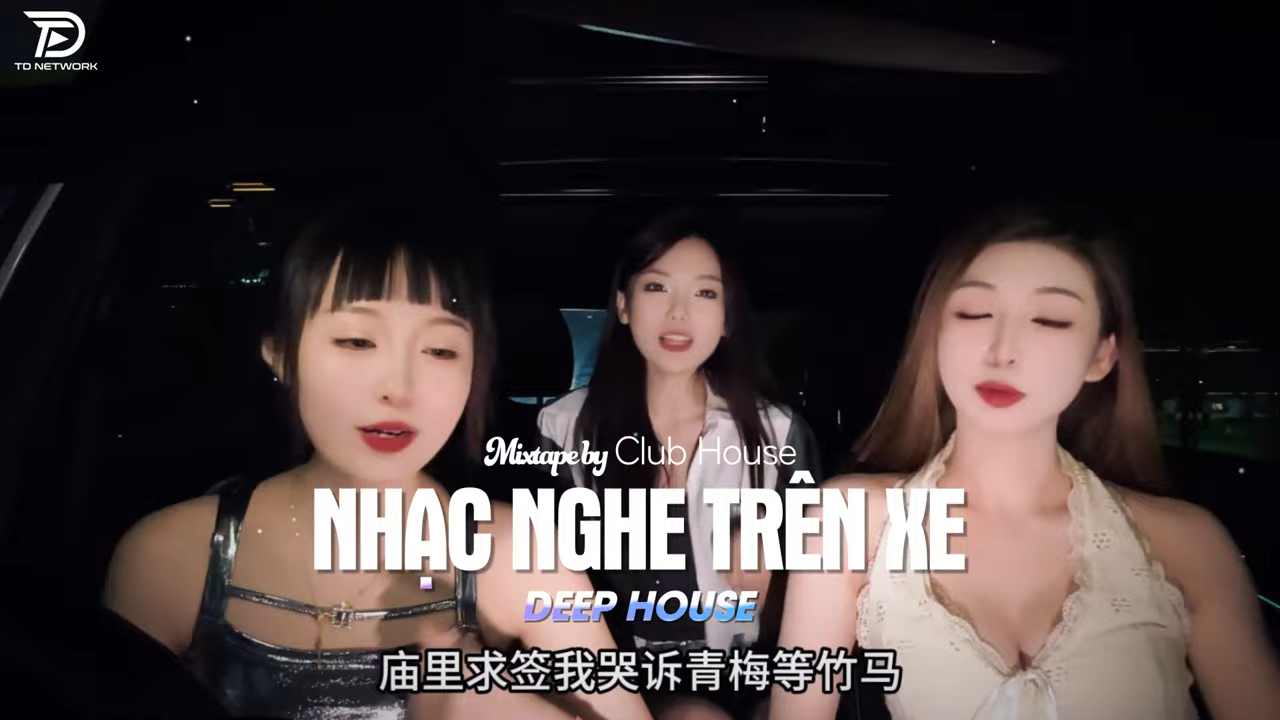 TD NETWORK
Mixtape by Club House
NHẠC NGHE TRÊN XE
DEEP HOUSE
庙里求签我哭诉青梅等竹马